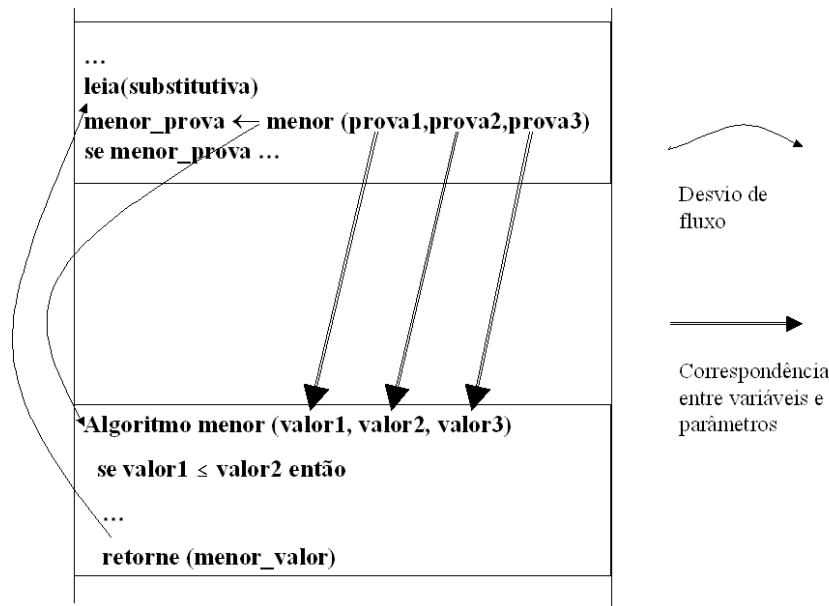 ...
leia(substitutiva)
menor_prova ← menor (prova1,prova2,prova3)
se menor_prova ...
Algoritmo menor (valor1, valor2, valor3)
se valor1 ≤ valor2 então
...
retorne (menor_valor)
Desvio de
fluxo
Correspondência
entre variáveis e
parâmetros